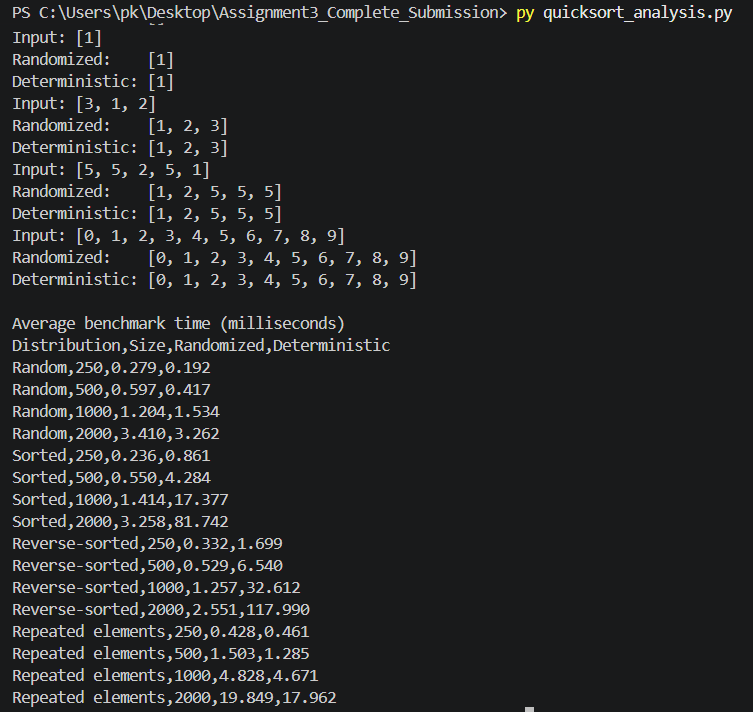 PS C:\Users\pk\Desktop\Assignment3_Complete_Submission> py quicksort_analysis.py
Input: [1]
Randomized:    [1]
Deterministic: [1]
Input: [3, 1, 2]
Randomized:    [1, 2, 3]
Deterministic: [1, 2, 3]
Input: [5, 5, 2, 5, 1]
Randomized:    [1, 2, 5, 5, 5]
Deterministic: [1, 2, 5, 5, 5]
Input: [0, 1, 2, 3, 4, 5, 6, 7, 8, 9]
Randomized:    [0, 1, 2, 3, 4, 5, 6, 7, 8, 9]
Deterministic: [0, 1, 2, 3, 4, 5, 6, 7, 8, 9]

Average benchmark time (milliseconds)
Distribution,Size,Randomized,Deterministic
Random,250,0.279,0.192
Random,500,0.597,0.417
Random,1000,1.204,1.534
Random,2000,3.410,3.262
Sorted,250,0.236,0.861
Sorted,500,0.550,4.284
Sorted,1000,1.414,17.377
Sorted,2000,3.258,81.742
Reverse-sorted,250,0.332,1.699
Reverse-sorted,500,0.529,6.540
Reverse-sorted,1000,1.257,32.612
Reverse-sorted,2000,2.551,117.990
Repeated elements,250,0.428,0.461
Repeated elements,500,1.503,1.285
Repeated elements,1000,4.828,4.671
Repeated elements,2000,19.849,17.962